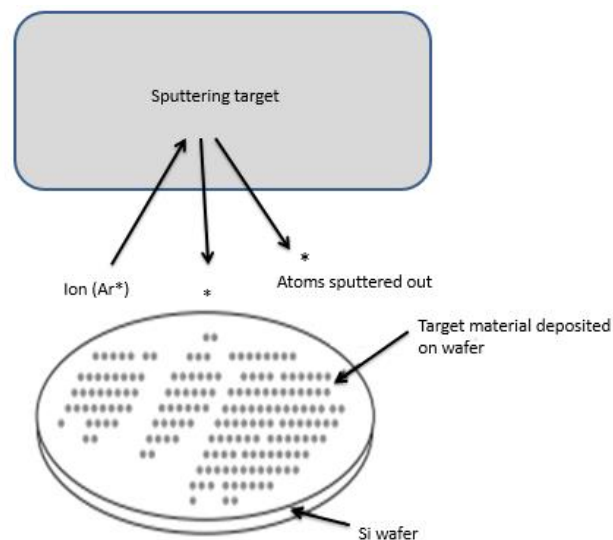 Sputtering target
Ion (Ar*)
*
*
Atoms sputtered out
Target material deposited
on wafer
Si wafer